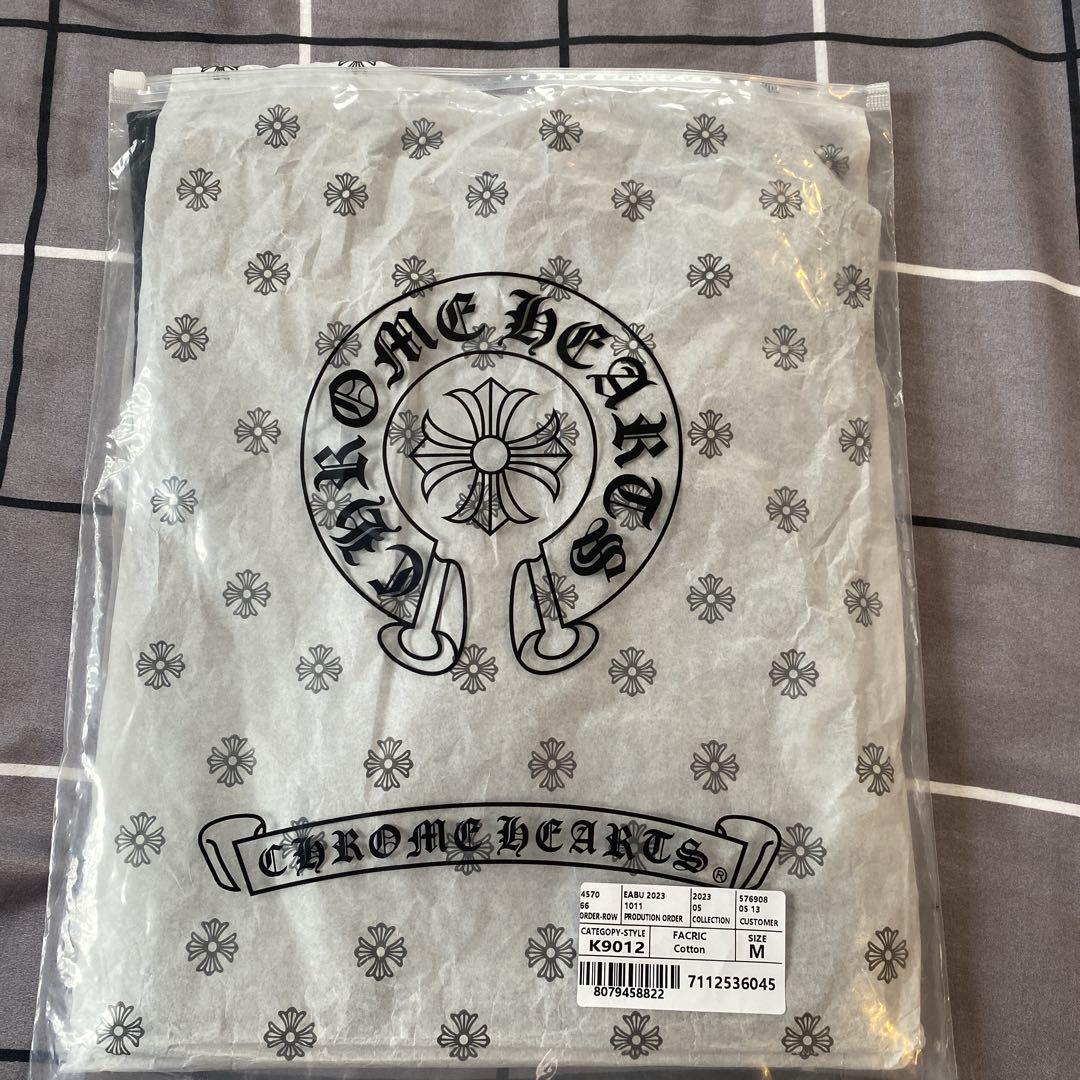 CHROME HEARTS
CHROME HEARTS®
4570 EABU 2023 2023 576908
66 1011 05 05 13
ORDER-ROW PRODUTION ORDER COLLECTION CUSTOMER
CATEGOPY-STYLE FACRIC SIZE
K9012 Cotton M
8079458822 7112536045